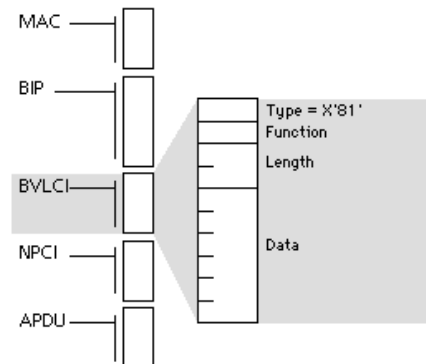 MAC
BIP
BVLCI
NPCI
APDU
Type = X'81'
Function
Length
Data